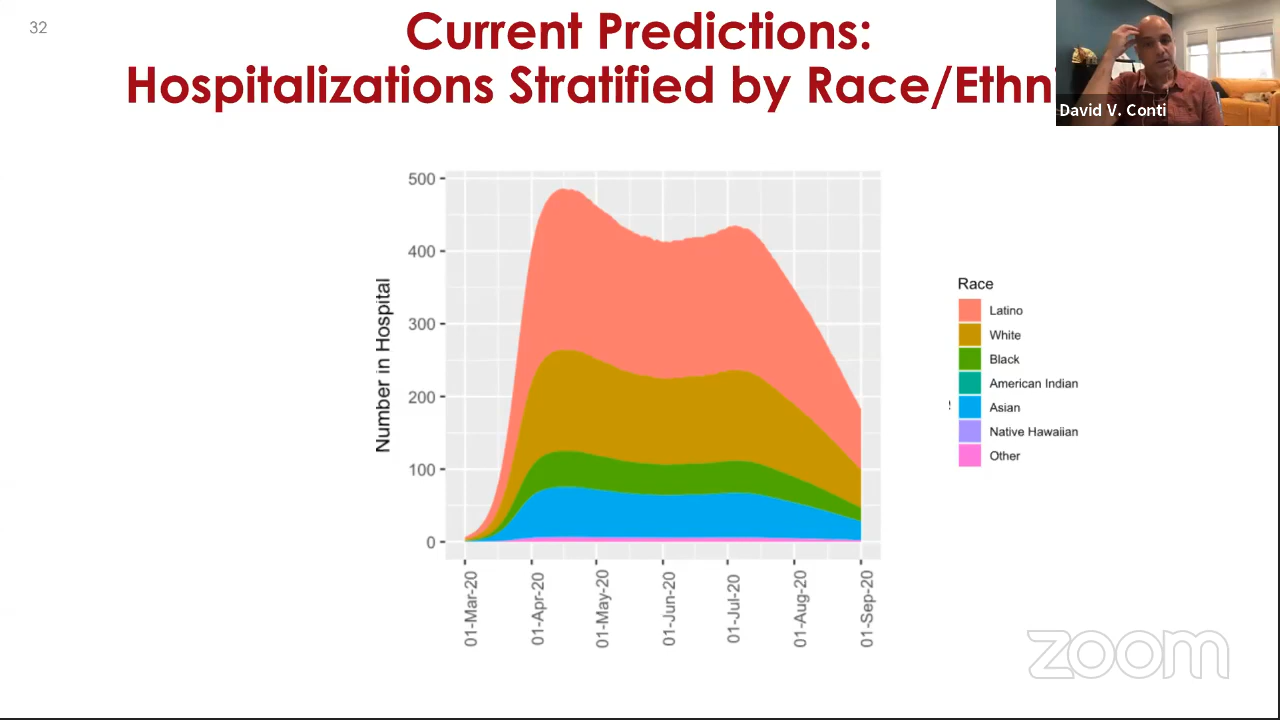 32
Current Predictions:
Hospitalizations Stratified by Race/Ethni
David V. Conti
500
400
300
200
100
0
Number in Hospital
01-Mar-20
01-Apr-20
01-May-20
01-Jun-20
01-Jul-20
01-Aug-20
01-Sep-20
Race
Latino
White
Black
American Indian
Asian
Native Hawaiian
Other
zoom